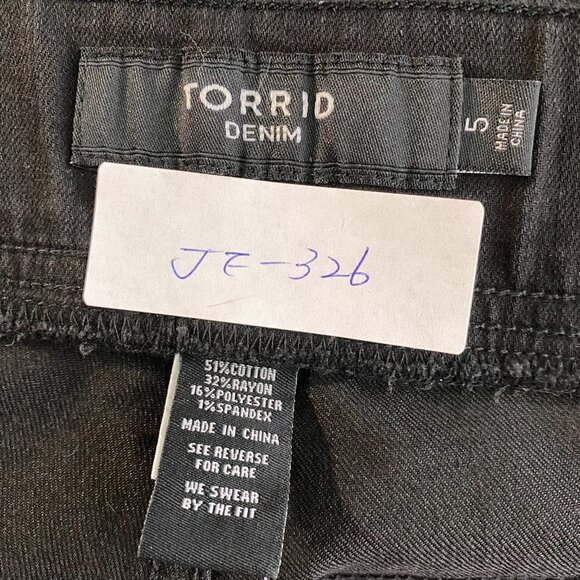 TORRID
DENIM
5
MADE IN
CHINA
JE-326
51%COTTON
32%RAYON
16%POLYESTER
1%SPANDEX
MADE IN CHINA
SEE REVERSE
FOR CARE
WE SWEAR
BY THE FIT